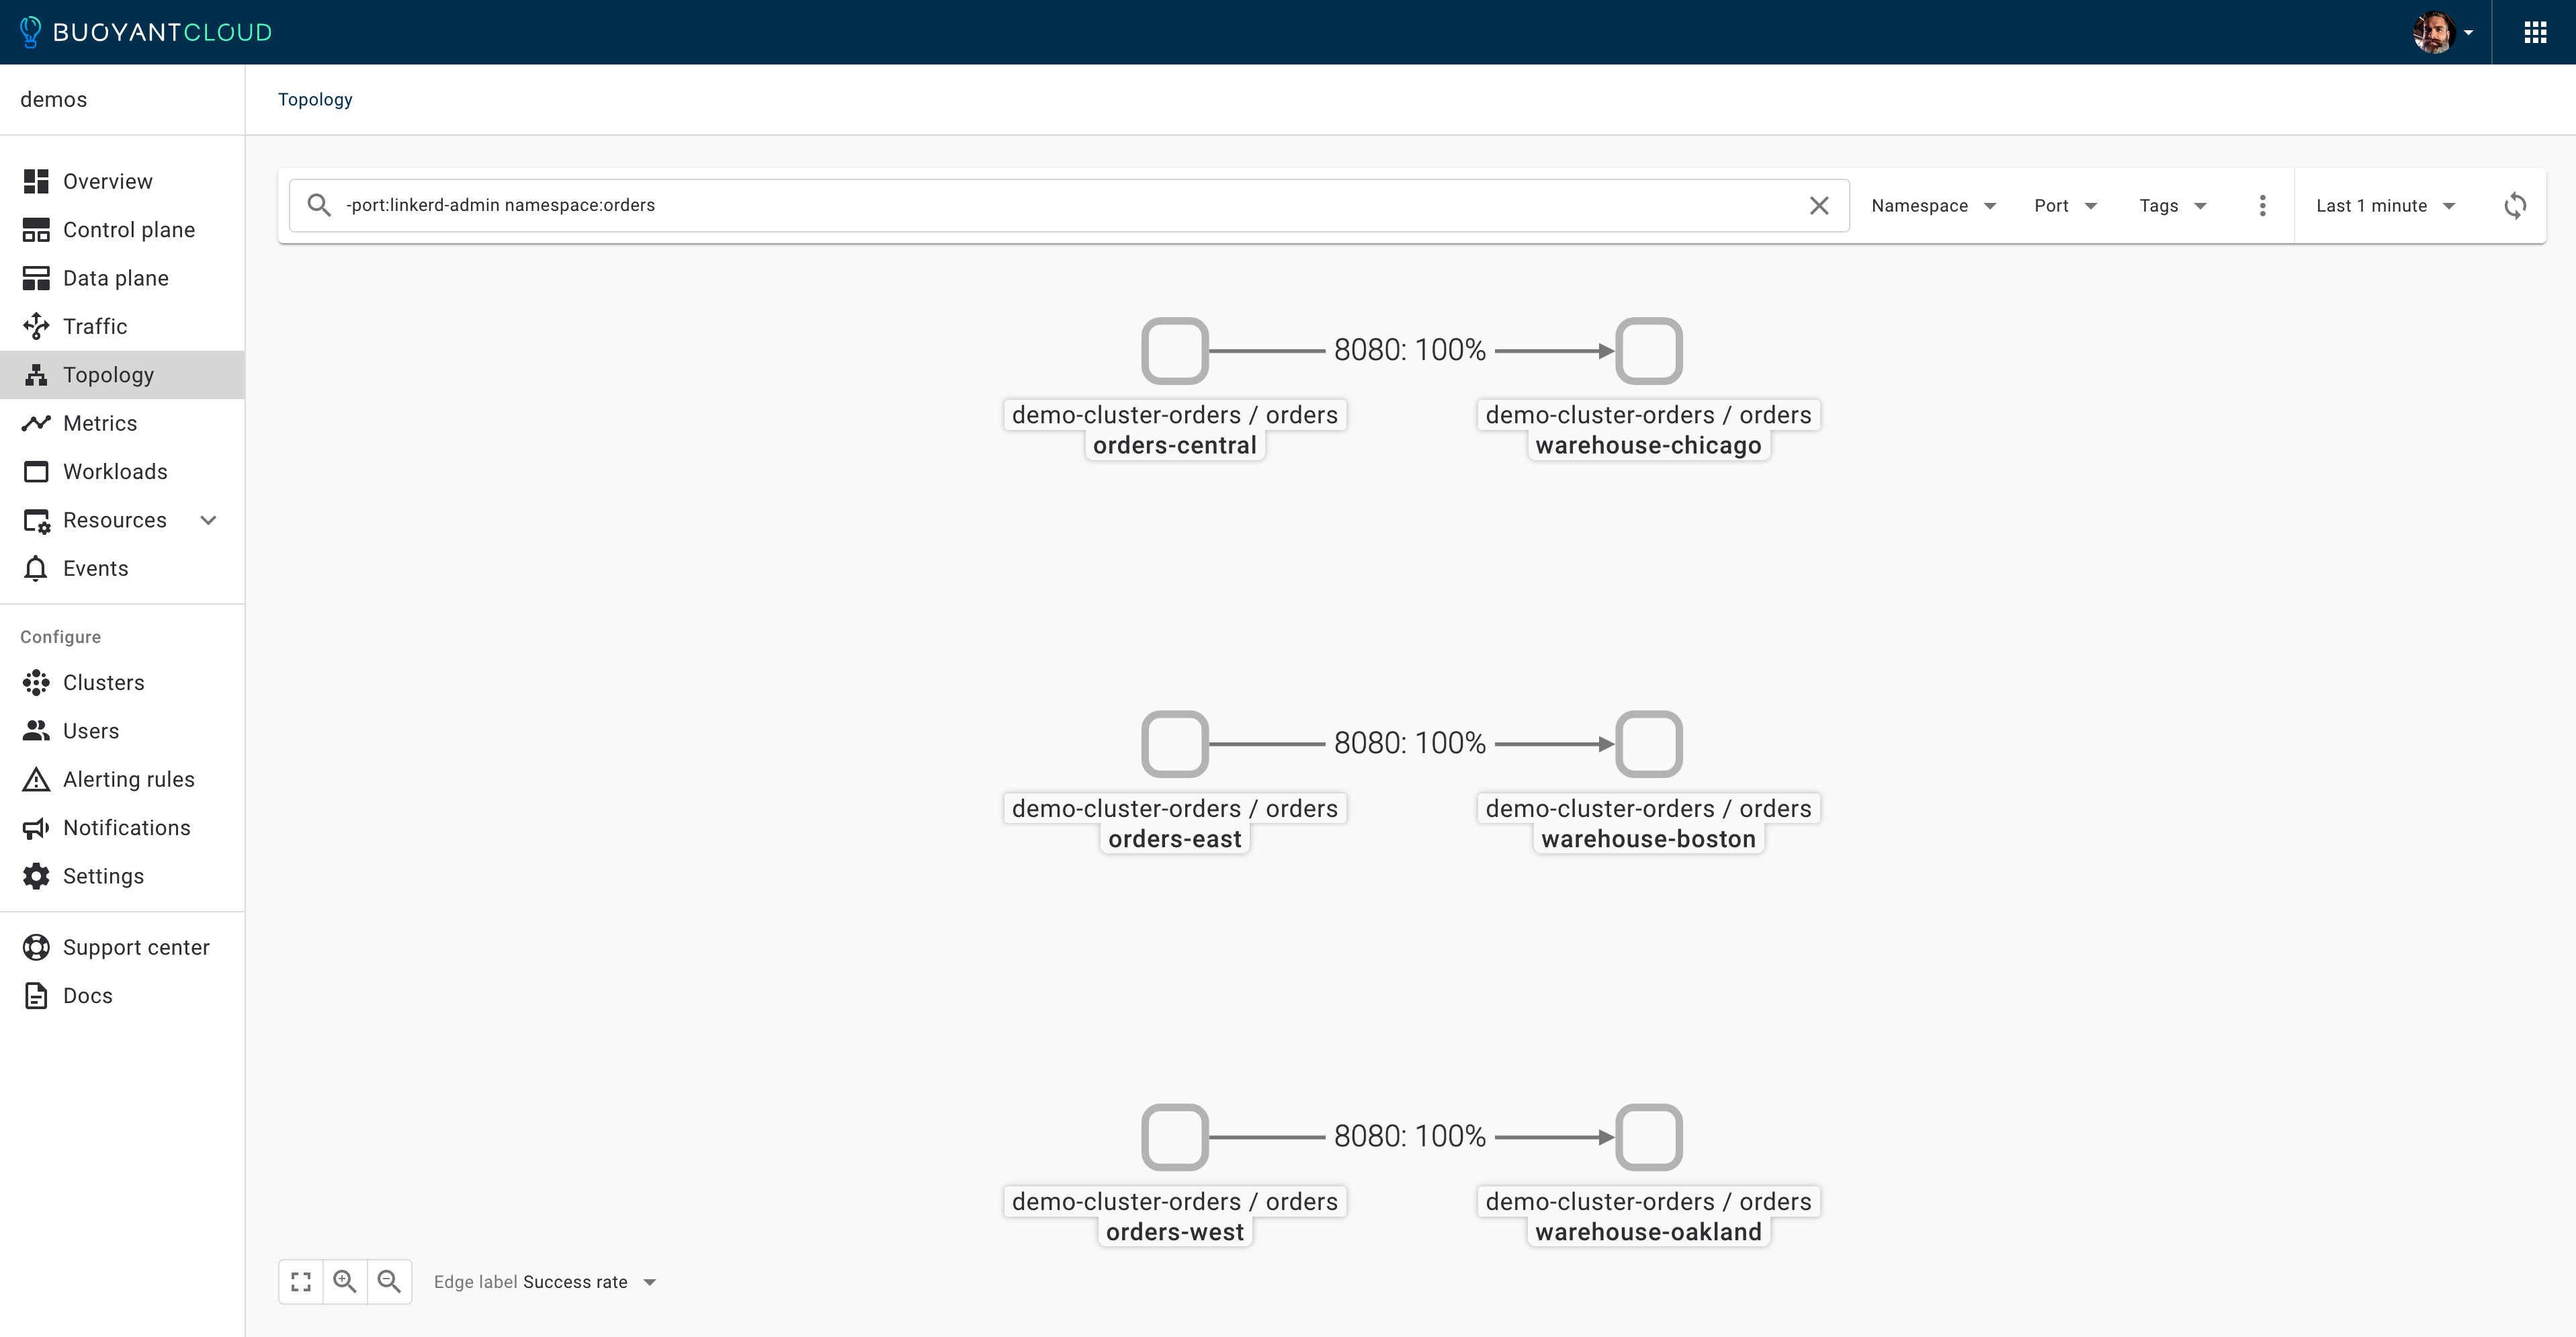 BUOYANTCLOUD
demos
Topology
Overview
Control plane
Data plane
Traffic
Topology
Metrics
Workloads
Resources
Events
Configure
Clusters
Users
Alerting rules
Notifications
Settings
Support center
Docs
-port:linkerd-admin namespace:orders
Namespace
Port
Tags
Last 1 minute
8080: 100%
demo-cluster-orders / orders
orders-central
demo-cluster-orders / orders
warehouse-chicago
8080: 100%
demo-cluster-orders / orders
orders-east
demo-cluster-orders / orders
warehouse-boston
8080: 100%
demo-cluster-orders / orders
orders-west
demo-cluster-orders / orders
warehouse-oakland
Edge label Success rate